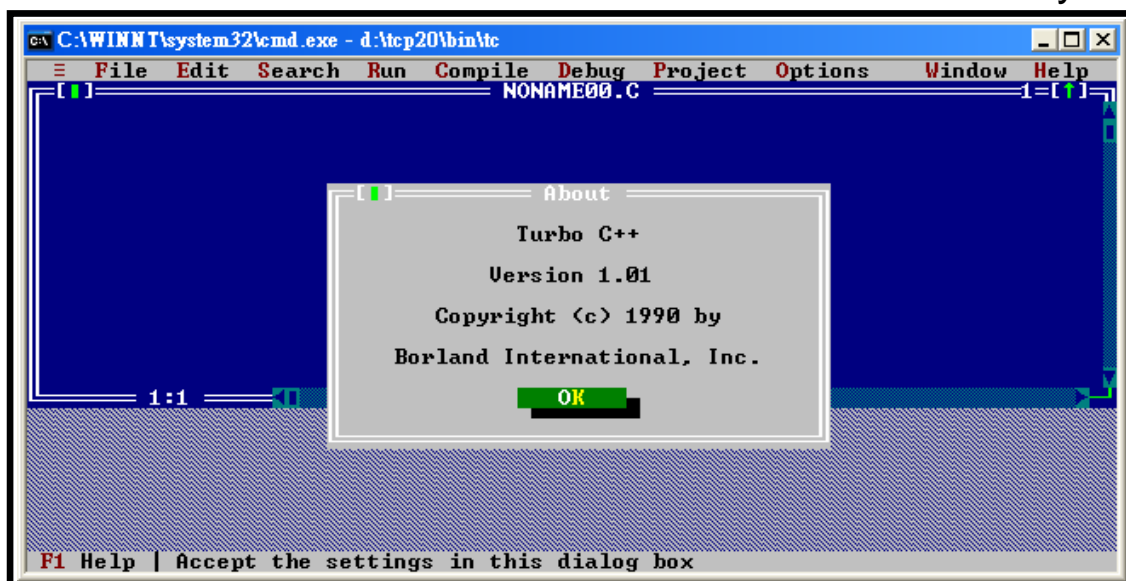 C:\WINNT\system32\cmd.exe - d:\tcp20\bin\tc
≡ File Edit Search Run Compile Debug Project Options Window Help
NONAME00.C 1=[↑]
About
Turbo C++
Version 1.01
Copyright (c) 1990 by
Borland International, Inc.
OK
1:1
F1 Help | Accept the settings in this dialog box